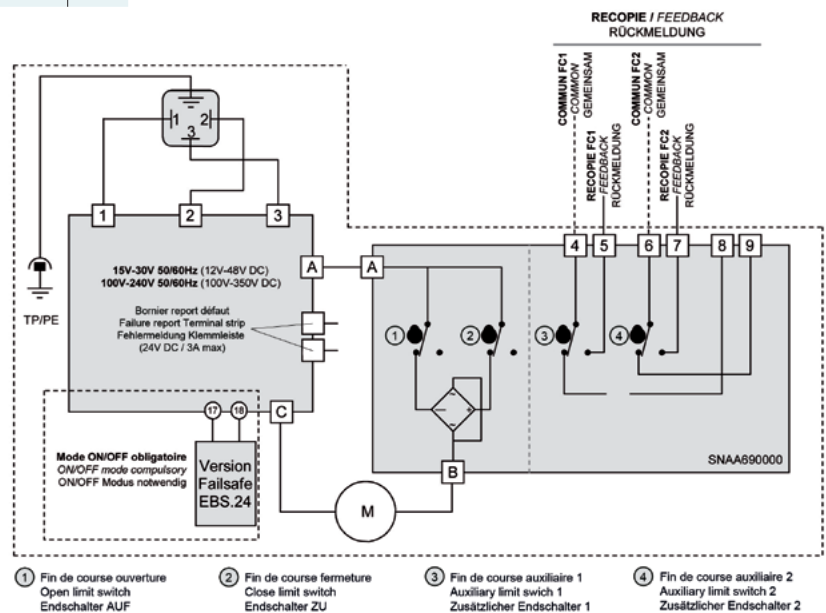 RECOPIE / FEEDBACK
RÜCKMELDUNG
COMMUN FC1
COMMON
GEMEINSAM
RECOPIE FC1
FEEDBACK
RÜCKMELDUNG
COMMUN FC2
COMMON
GEMEINSAM
RECOPIE FC2
FEEDBACK
RÜCKMELDUNG
1 2
3
1 2 3
4 5 6 7 8 9
15V-30V 50/60Hz (12V-48V DC)
100V-240V 50/60Hz (100V-350V DC)
A A
TP/PE
Bornier report défaut
Failure report Terminal strip
Fehlermeldung Klemmleiste
(24V DC / 3A max)
1 2 3 4
17 18 C
Mode ON/OFF obligatoire
ON/OFF mode compulsory
ON/OFF Modus notwendig
Version
Failsafe
EBS.24
SNAA690000
B
M
1 Fin de course ouverture
Open limit switch
Endschalter AUF
2 Fin de course fermeture
Close limit switch
Endschalter ZU
3 Fin de course auxiliaire 1
Auxiliary limit swich 1
Zusätzlicher Endschalter 1
4 Fin de course auxiliaire 2
Auxiliary limit swich 2
Zusätzlicher Endschalter 2